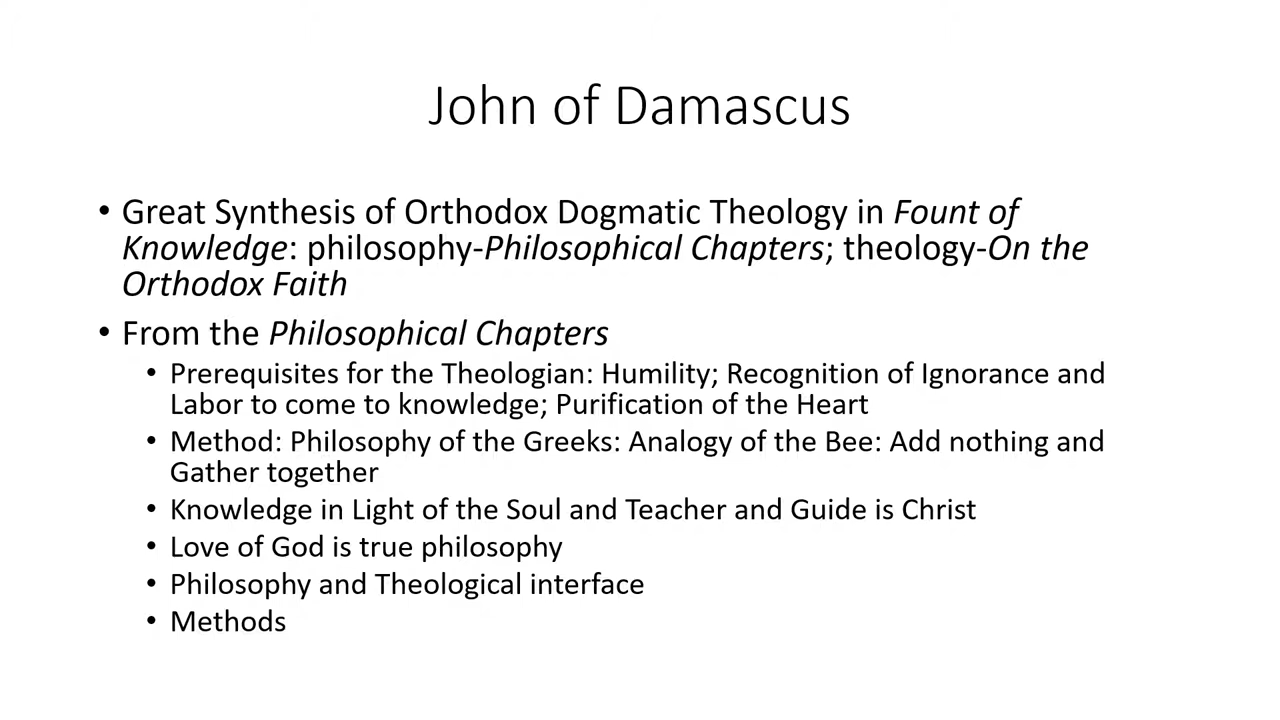 John of Damascus
• Great Synthesis of Orthodox Dogmatic Theology in Fount of
Knowledge: philosophy-Philosophical Chapters; theology-On the
Orthodox Faith
• From the Philosophical Chapters
• Prerequisites for the Theologian: Humility; Recognition of Ignorance and
Labor to come to knowledge; Purification of the Heart
• Method: Philosophy of the Greeks: Analogy of the Bee: Add nothing and
Gather together
• Knowledge in Light of the Soul and Teacher and Guide is Christ
• Love of God is true philosophy
• Philosophy and Theological interface
• Methods